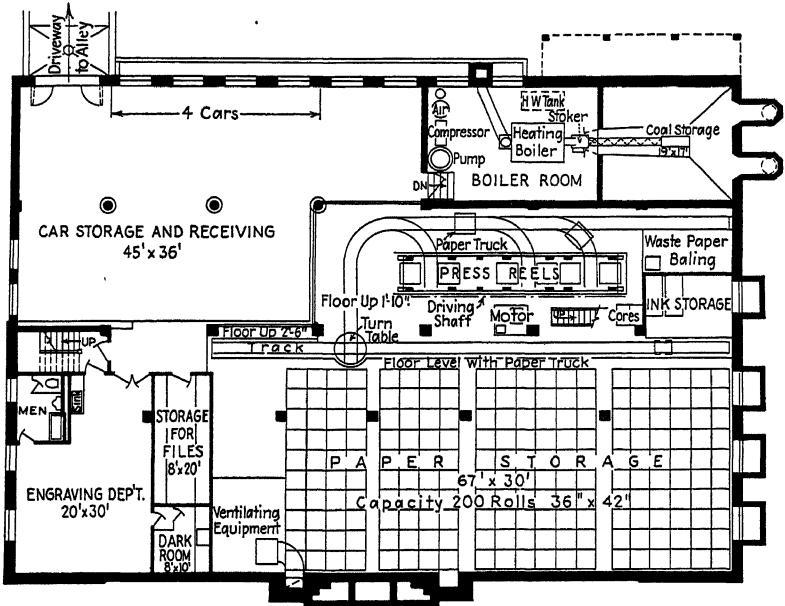 Driveway
to Alley
4 Cars
Air
Compressor
Pump
H W Tank
Stoker
Heating
Boiler
Coal Storage
19'x17'
DN
BOILER ROOM
CAR STORAGE AND RECEIVING
45' x 36'
Paper Truck
Waste Paper
Baling
PRESS REELS
Floor Up 1'-10"
Driving
Shaft
Motor
UP
Cores
INK STORAGE
Floor Up 2'-6"
Turn
Table
Track
Floor Level With Paper Truck
UP
MEN
Sink
STORAGE
FOR
FILES
8'x20'
PAPER STORAGE
67' x 30'
Capacity 200 Rolls 36" x 42"
ENGRAVING DEP'T.
20'x30'
Ventilating
Equipment
DARK
ROOM
8'x10'